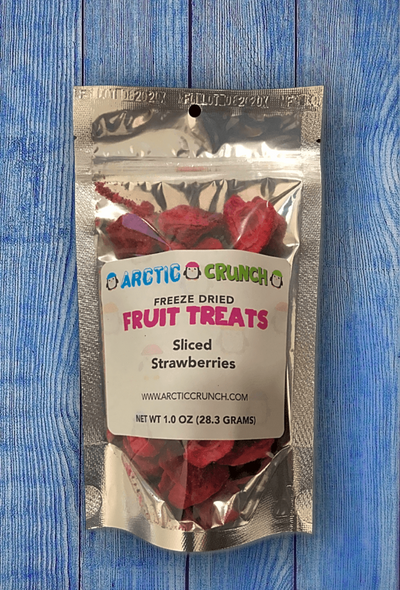 ARCTIC CRUNCH
FREEZE DRIED
FRUIT TREATS
Sliced
Strawberries
WWW.ARCTICCRUNCH.COM
NET WT 1.0 OZ (28.3 GRAMS)